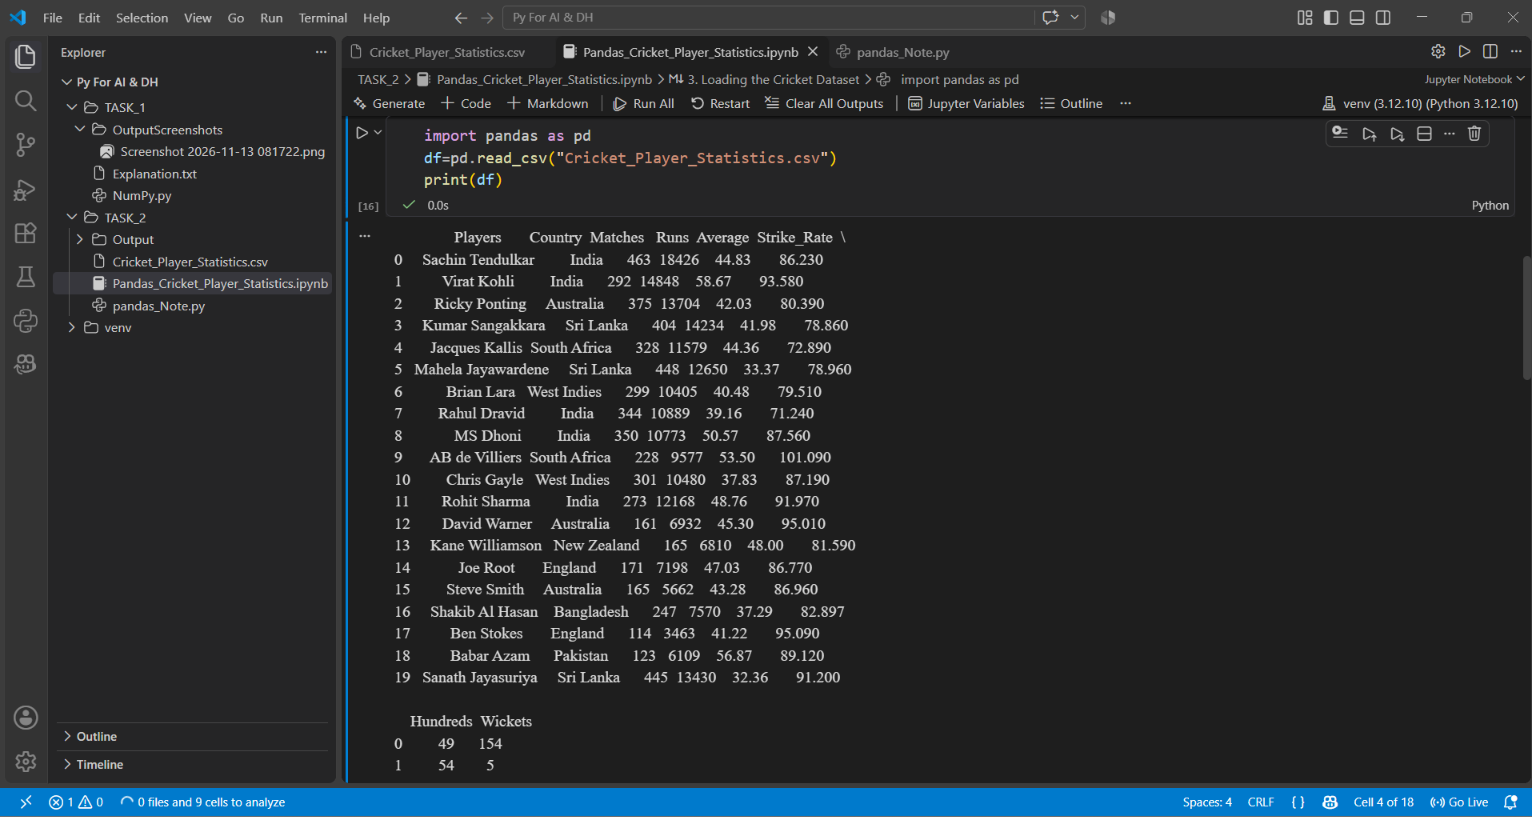 File Edit Selection View Go Run Terminal Help
Py For AI & DH
Explorer
Py For AI & DH
TASK_1
OutputScreenshots
Screenshot 2026-11-13 081722.png
Explanation.txt
NumPy.py
TASK_2
Output
Cricket_Player_Statistics.csv
Pandas_Cricket_Player_Statistics.ipynb
pandas_Note.py
venv
Outline
Timeline
Cricket_Player_Statistics.csv Pandas_Cricket_Player_Statistics.ipynb pandas_Note.py
TASK_2 > Pandas_Cricket_Player_Statistics.ipynb > M↓ 3. Loading the Cricket Dataset > import pandas as pd
Jupyter Notebook
Generate + Code + Markdown Run All Restart Clear All Outputs Jupyter Variables Outline ...
venv (3.12.10) (Python 3.12.10)
import pandas as pd
df=pd.read_csv("Cricket_Player_Statistics.csv")
print(df)
[16] 0.0s
Python
Players Country Matches Runs Average Strike_Rate \
0 Sachin Tendulkar India 463 18426 44.83 86.230
1 Virat Kohli India 292 14848 58.67 93.580
2 Ricky Ponting Australia 375 13704 42.03 80.390
3 Kumar Sangakkara Sri Lanka 404 14234 41.98 78.860
4 Jacques Kallis South Africa 328 11579 44.36 72.890
5 Mahela Jayawardene Sri Lanka 448 12650 33.37 78.960
6 Brian Lara West Indies 299 10405 40.48 79.510
7 Rahul Dravid India 344 10889 39.16 71.240
8 MS Dhoni India 350 10773 50.57 87.560
9 AB de Villiers South Africa 228 9577 53.50 101.090
10 Chris Gayle West Indies 301 10480 37.83 87.190
11 Rohit Sharma India 273 12168 48.76 91.970
12 David Warner Australia 161 6932 45.30 95.010
13 Kane Williamson New Zealand 165 6810 48.00 81.590
14 Joe Root England 171 7198 47.03 86.770
15 Steve Smith Australia 165 5662 43.28 86.960
16 Shakib Al Hasan Bangladesh 247 7570 37.29 82.897
17 Ben Stokes England 114 3463 41.22 95.090
18 Babar Azam Pakistan 123 6109 56.87 89.120
19 Sanath Jayasuriya Sri Lanka 445 13430 32.36 91.200
Hundreds Wickets
0 49 154
1 54 5
1 0 0 files and 9 cells to analyze
Spaces: 4 CRLF { } Cell 4 of 18 Go Live